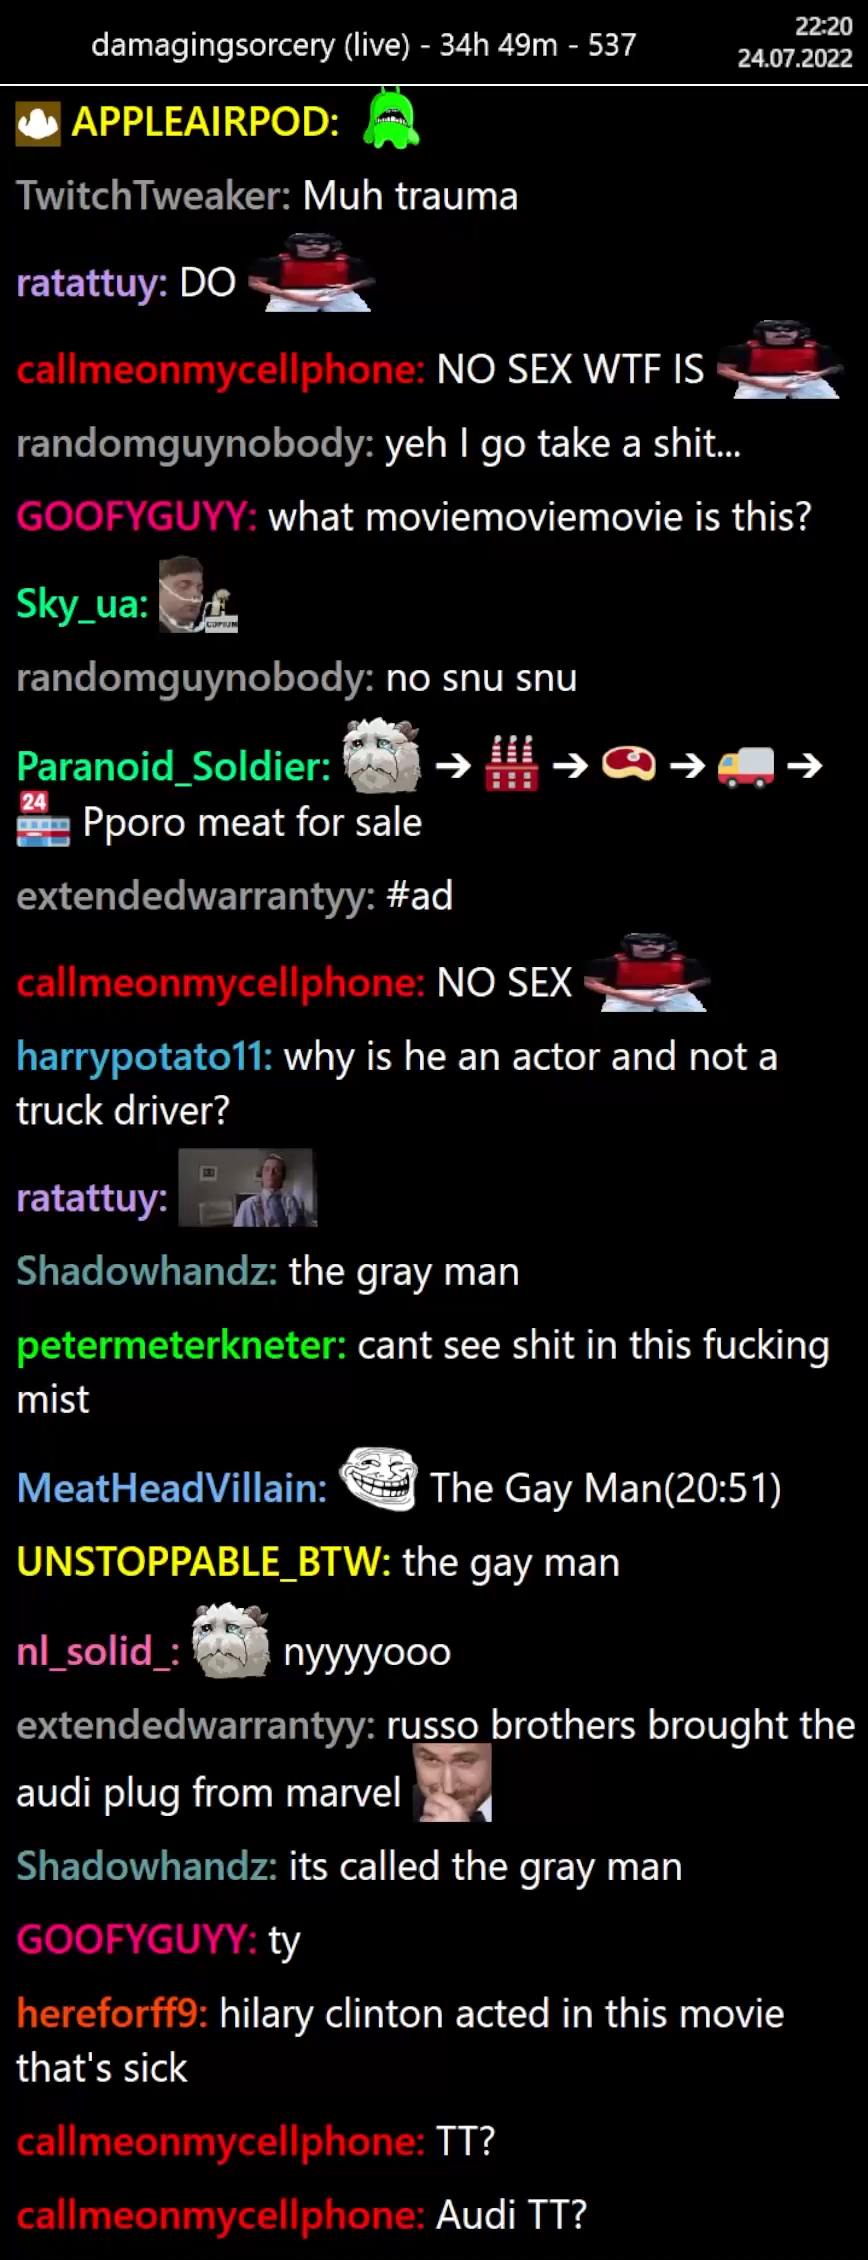 damagingsorcery (live) - 34h 49m - 537
22:20
24.07.2022
APPLEAIRPOD:
TwitchTweaker: Muh trauma
ratattuy: DO
callmeonmycellphone: NO SEX WTF IS
randomguynobody: yeh I go take a shit...
GOOFYGUYY: what moviemoviemovie is this?
Sky_ua:
COPIUM
randomguynobody: no snu snu
Paranoid_Soldier: ➔ ➔ ➔ ➔
24
Pporo meat for sale
extendedwarrantyy: #ad
callmeonmycellphone: NO SEX
harrypotato11: why is he an actor and not a
truck driver?
ratattuy:
Shadowhandz: the gray man
petermeterkneter: cant see shit in this fucking
mist
MeatHeadVillain: The Gay Man(20:51)
UNSTOPPABLE_BTW: the gay man
nl_solid_: nyyyyooo
extendedwarrantyy: russo brothers brought the
audi plug from marvel
Shadowhandz: its called the gray man
GOOFYGUYY: ty
hereforff9: hilary clinton acted in this movie
that's sick
callmeonmycellphone: TT?
callmeonmycellphone: Audi TT?